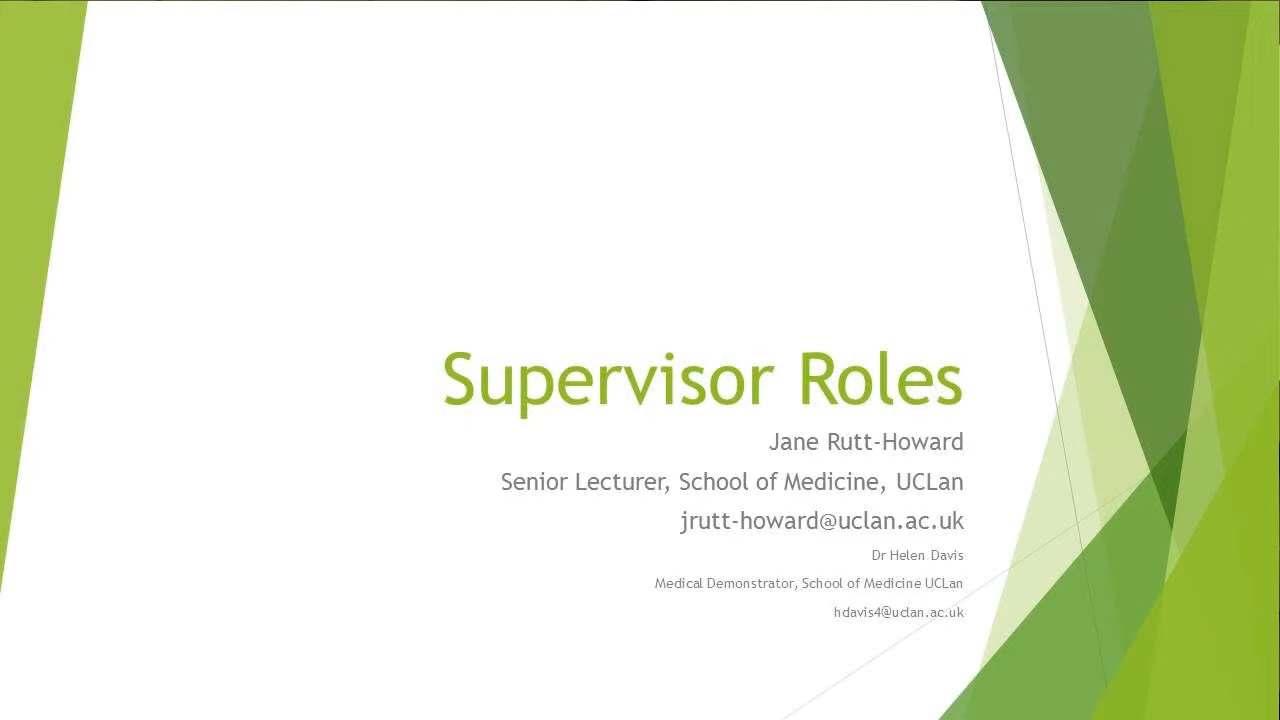 Supervisor Roles
Jane Rutt-Howard
Senior Lecturer, School of Medicine, UCLan
jrutt-howard@uclan.ac.uk
Dr Helen Davis
Medical Demonstrator, School of Medicine UCLan
hdavis4@uclan.ac.uk